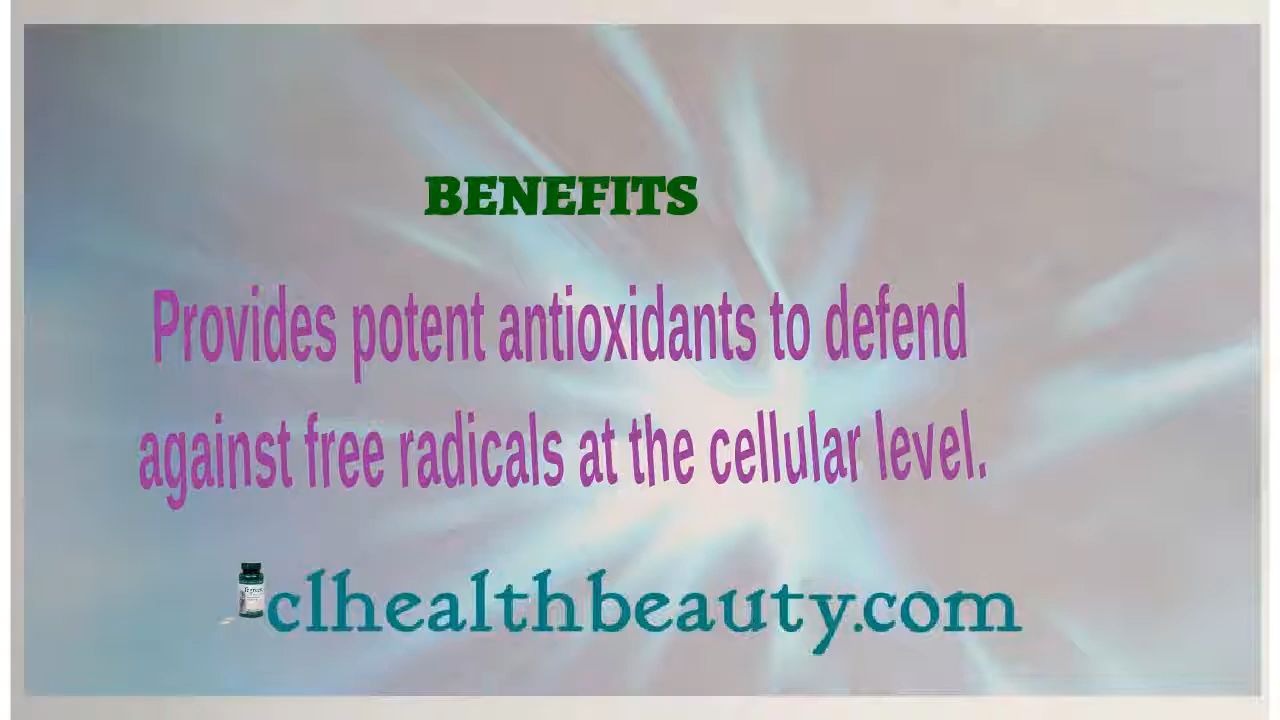 BENEFITS
Provides potent antioxidants to defend
against free radicals at the cellular level.
clhealthbeauty.com